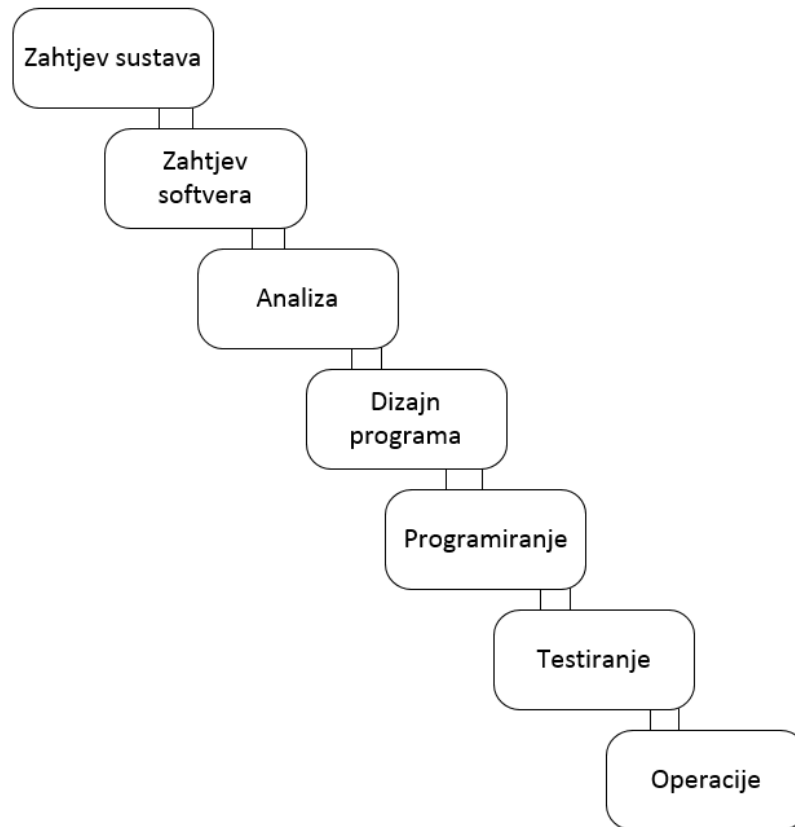 Zahtjev sustava
Zahtjev
softvera
Analiza
Dizajn
programa
Programiranje
Testiranje
Operacije